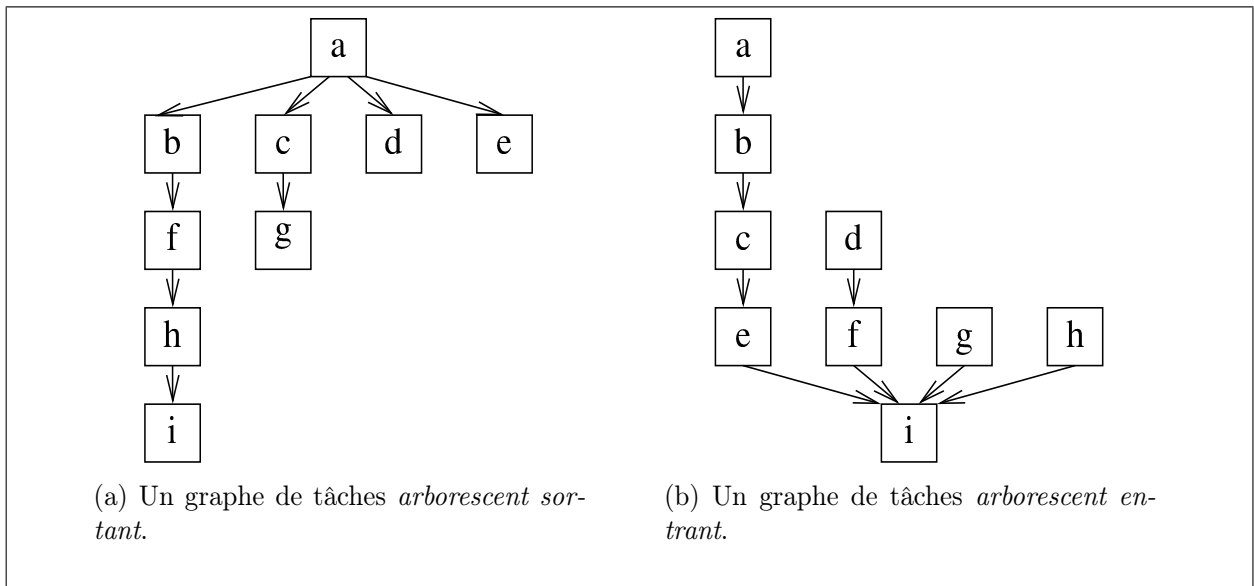 a
b c d e
f g
h
i
(a) Un graphe de tâches arborescent sor-
tant.
a
b
c d
e f g h
i
(b) Un graphe de tâches arborescent en-
trant.